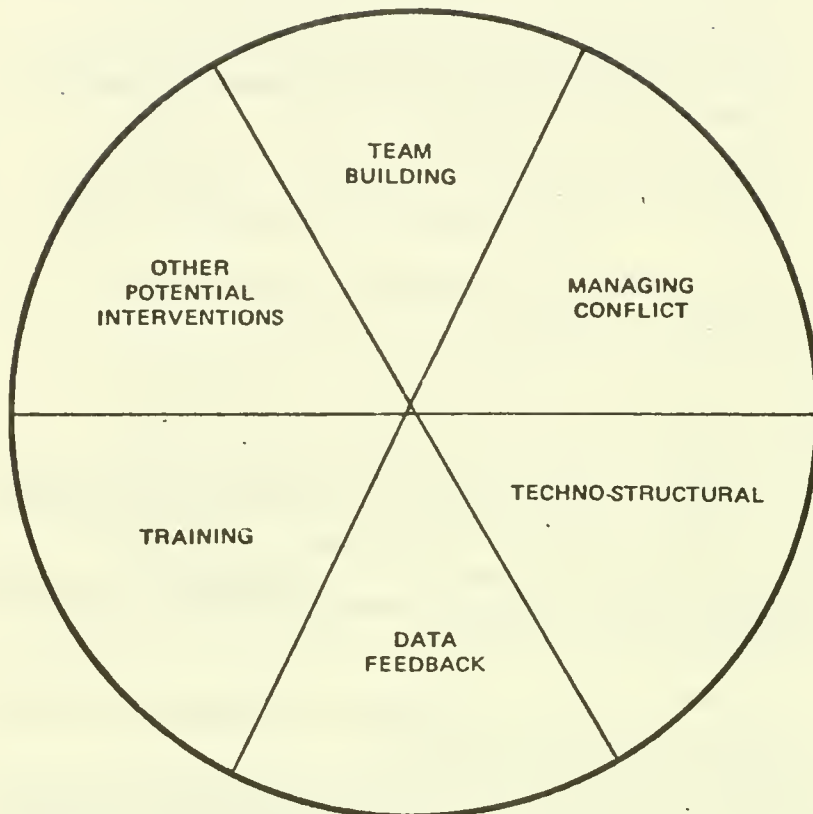 TEAM
BUILDING
OTHER
POTENTIAL
INTERVENTIONS
MANAGING
CONFLICT
TECHNO-STRUCTURAL
TRAINING
DATA
FEEDBACK